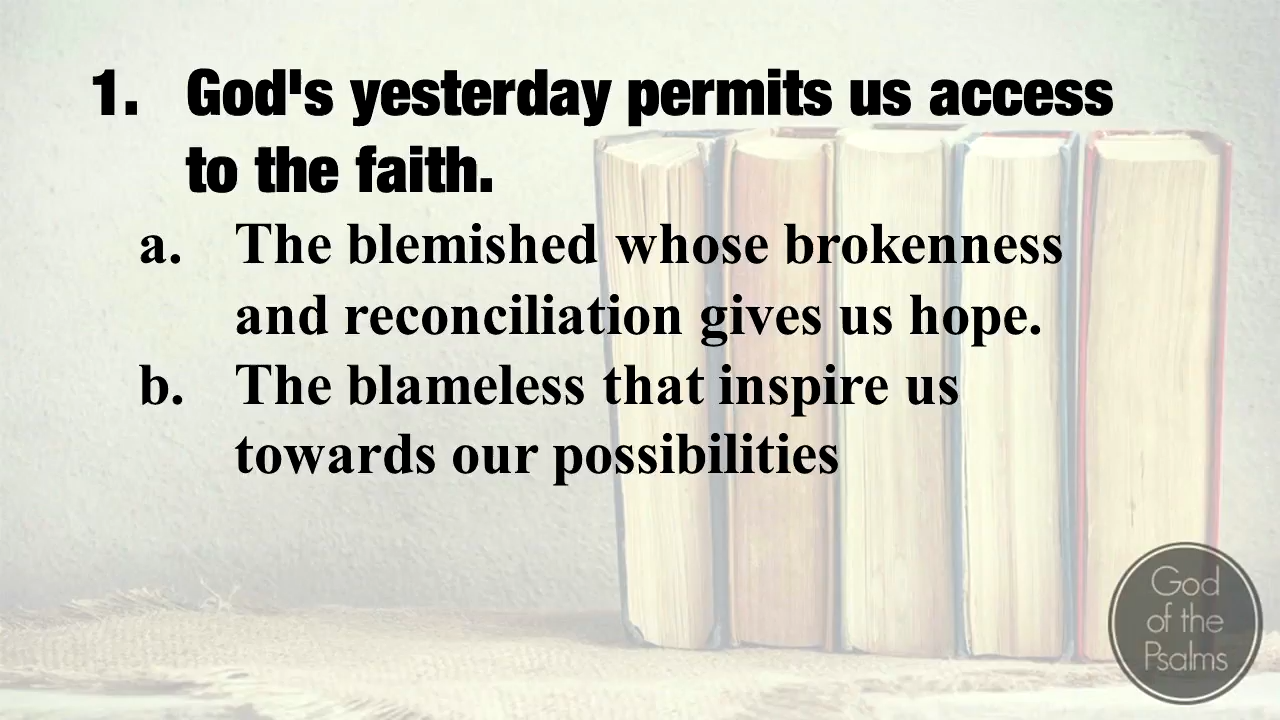 1. God's yesterday permits us access
to the faith.
a. The blemished whose brokenness
and reconciliation gives us hope.
b. The blameless that inspire us
towards our possibilities
God
of the
Psalms